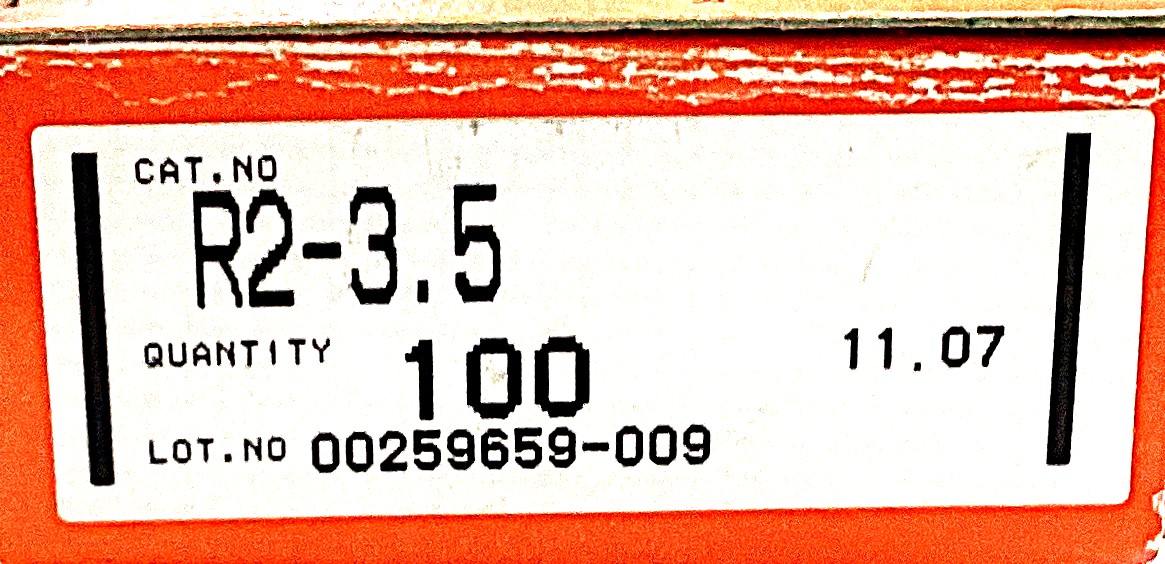 CAT.NO
R2-3.5
QUANTITY 100 11.07
LOT.NO 00259659-009